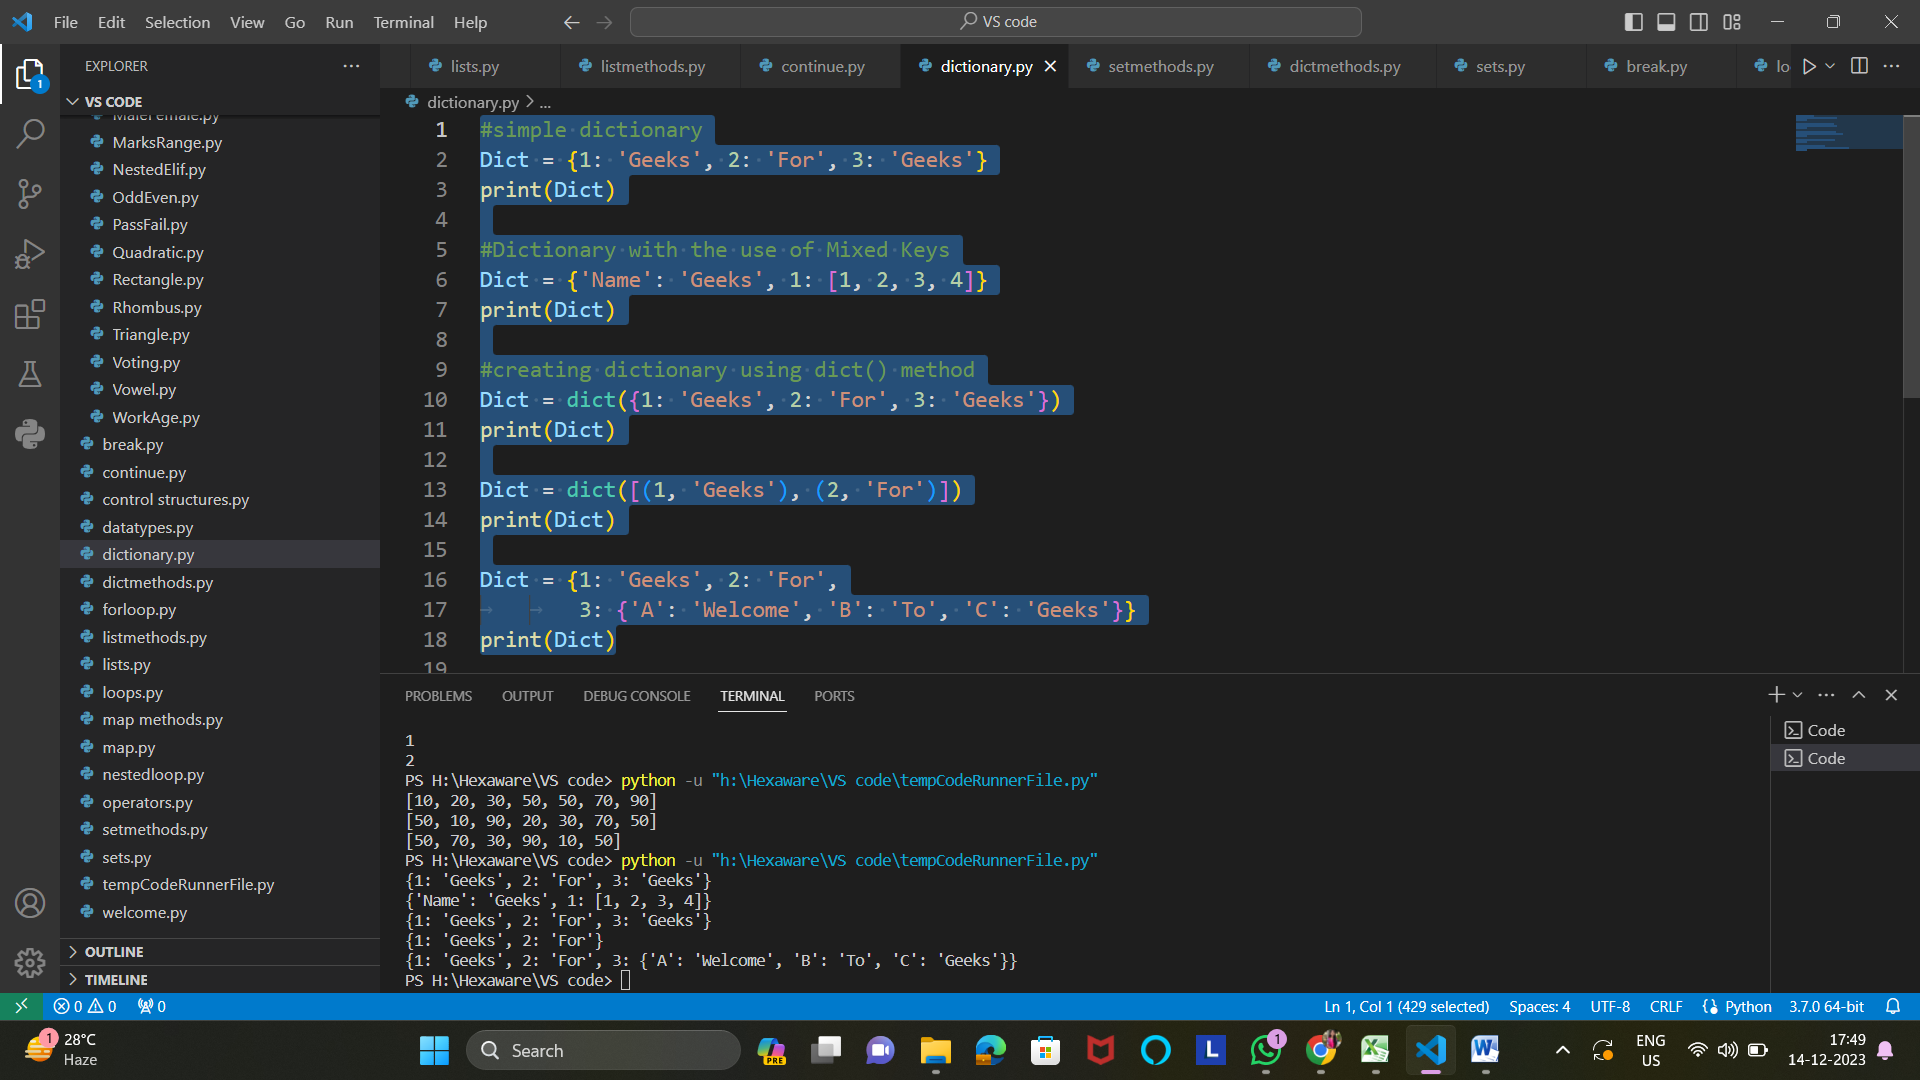 File Edit Selection View Go Run Terminal Help
VS code
EXPLORER
VS CODE
MaleFemale.py
MarksRange.py
NestedElif.py
OddEven.py
PassFail.py
Quadratic.py
Rectangle.py
Rhombus.py
Triangle.py
Voting.py
Vowel.py
WorkAge.py
break.py
continue.py
control structures.py
datatypes.py
dictionary.py
dictmethods.py
forloop.py
listmethods.py
lists.py
loops.py
map methods.py
map.py
nestedloop.py
operators.py
setmethods.py
sets.py
tempCodeRunnerFile.py
welcome.py
OUTLINE
TIMELINE
lists.py listmethods.py continue.py dictionary.py setmethods.py dictmethods.py sets.py break.py lo
dictionary.py > ...
1 #simple dictionary
2 Dict = {1: 'Geeks', 2: 'For', 3: 'Geeks'}
3 print(Dict)
4
5 #Dictionary with the use of Mixed Keys
6 Dict = {'Name': 'Geeks', 1: [1, 2, 3, 4]}
7 print(Dict)
8
9 #creating dictionary using dict() method
10 Dict = dict({1: 'Geeks', 2: 'For', 3: 'Geeks'})
11 print(Dict)
12
13 Dict = dict([(1, 'Geeks'), (2, 'For')])
14 print(Dict)
15
16 Dict = {1: 'Geeks', 2: 'For',
17 3: {'A': 'Welcome', 'B': 'To', 'C': 'Geeks'}}
18 print(Dict)
19
PROBLEMS OUTPUT DEBUG CONSOLE TERMINAL PORTS
1
2
PS H:\Hexaware\VS code> python -u "h:\Hexaware\VS code\tempCodeRunnerFile.py"
[10, 20, 30, 50, 50, 70, 90]
[50, 10, 90, 20, 30, 70, 50]
[50, 70, 30, 90, 10, 50]
PS H:\Hexaware\VS code> python -u "h:\Hexaware\VS code\tempCodeRunnerFile.py"
{1: 'Geeks', 2: 'For', 3: 'Geeks'}
{'Name': 'Geeks', 1: [1, 2, 3, 4]}
{1: 'Geeks', 2: 'For', 3: 'Geeks'}
{1: 'Geeks', 2: 'For'}
{1: 'Geeks', 2: 'For', 3: {'A': 'Welcome', 'B': 'To', 'C': 'Geeks'}}
PS H:\Hexaware\VS code>
Code
Code
0 0 0 Ln 1, Col 1 (429 selected) Spaces: 4 UTF-8 CRLF Python 3.7.0 64-bit
1 28°C
Haze
Search
PRE
L
1
ENG
US
17:49
14-12-2023